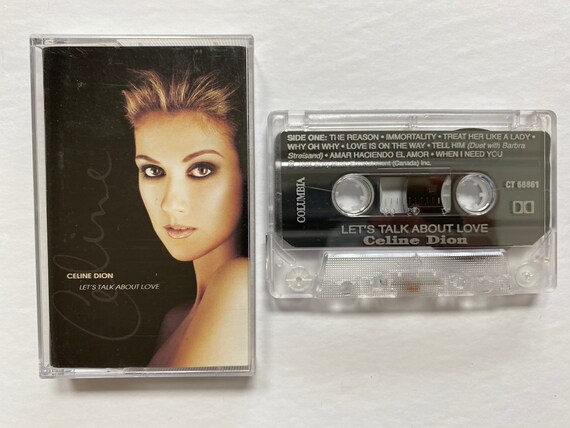 Celine
CELINE DION
LET'S TALK ABOUT LOVE
SIDE ONE: THE REASON • IMMORTALITY • TREAT HER LIKE A LADY •
WHY OH WHY • LOVE IS ON THE WAY • TELL HIM (Duet with Barbra
Streisand) • AMAR HACIENDO EL AMOR • WHEN I NEED YOU
Music Entertainment (Canada) Inc.
COLUMBIA
CT 68861
LET'S TALK ABOUT LOVE
Celine Dion